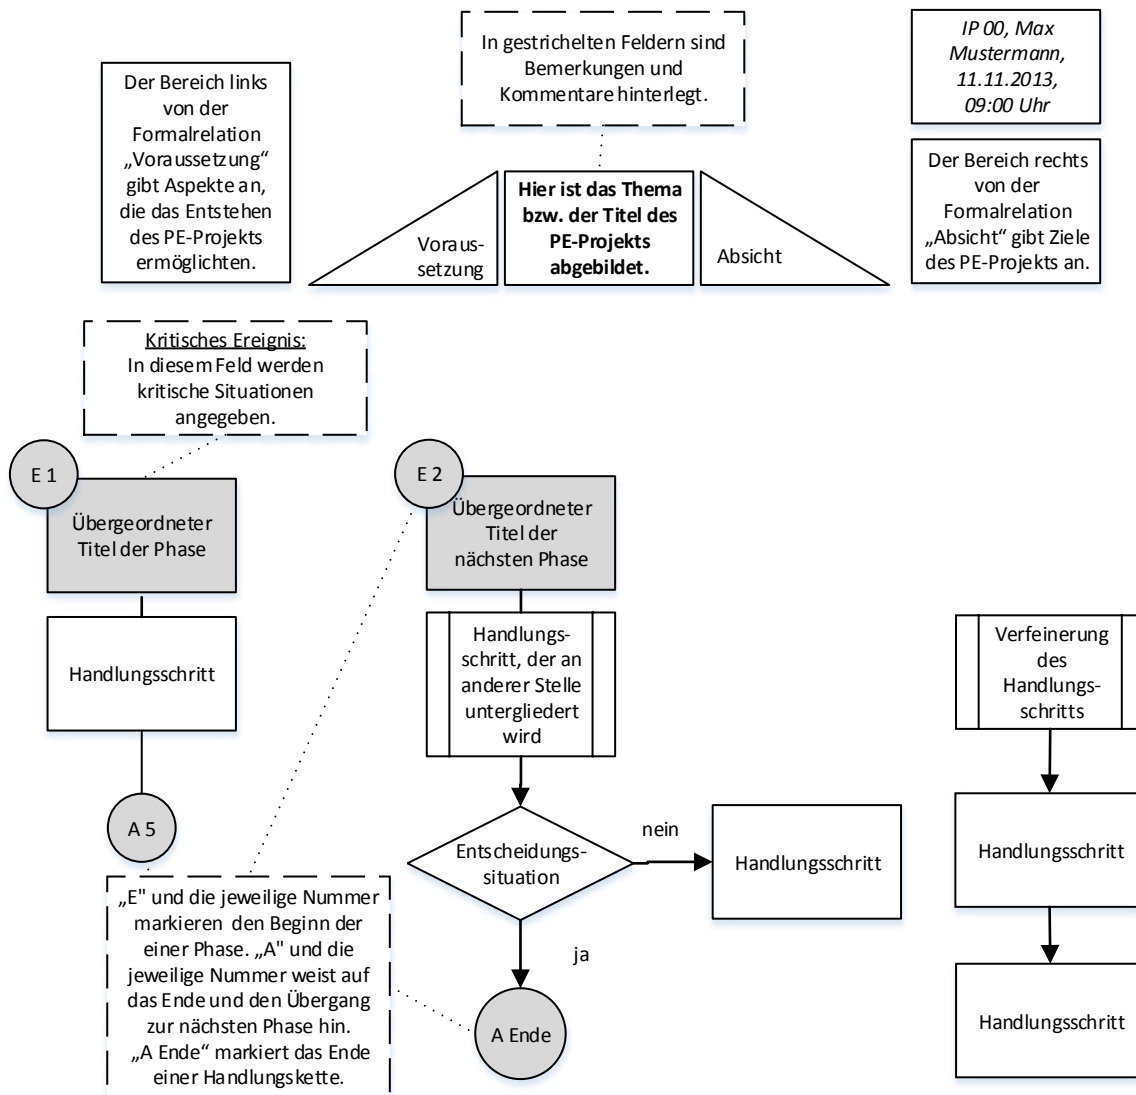 In gestrichelten Feldern sind
Bemerkungen und
Kommentare hinterlegt.
IP 00, Max
Mustermann,
11.11.2013,
09:00 Uhr
Der Bereich links
von der
Formalrelation
„Voraussetzung“
gibt Aspekte an,
die das Entstehen
des PE-Projekts
ermöglichten.
Voraus-
setzung
Hier ist das Thema
bzw. der Titel des
PE-Projekts
abgebildet.
Absicht
Der Bereich rechts
von der
Formalrelation
„Absicht“ gibt Ziele
des PE-Projekts an.
Kritisches Ereignis:
In diesem Feld werden
kritische Situationen
angegeben.
E 1
Übergeordneter
Titel der Phase
Handlungsschritt
A 5
E 2
Übergeordneter
Titel der
nächsten Phase
Handlungs-
schritt, der an
anderer Stelle
untergliedert
wird
Entscheidungs-
situation
nein
Handlungsschritt
ja
A Ende
„E" und die jeweilige Nummer
markieren den Beginn der
einer Phase. „A" und die
jeweilige Nummer weist auf
das Ende und den Übergang
zur nächsten Phase hin.
„A Ende“ markiert das Ende
einer Handlungskette.
Verfeinerung
des
Handlungs-
schritts
Handlungsschritt
Handlungsschritt